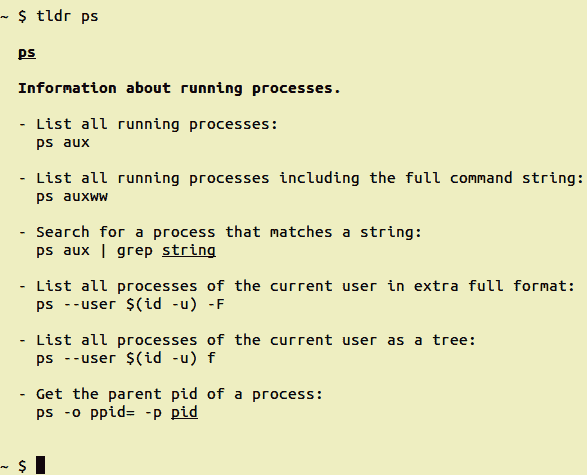 ~ $ tldr ps
ps
Information about running processes.
- List all running processes:
ps aux
- List all running processes including the full command string:
ps auxww
- Search for a process that matches a string:
ps aux | grep string
- List all processes of the current user in extra full format:
ps --user $(id -u) -F
- List all processes of the current user as a tree:
ps --user $(id -u) f
- Get the parent pid of a process:
ps -o ppid= -p pid
~ $